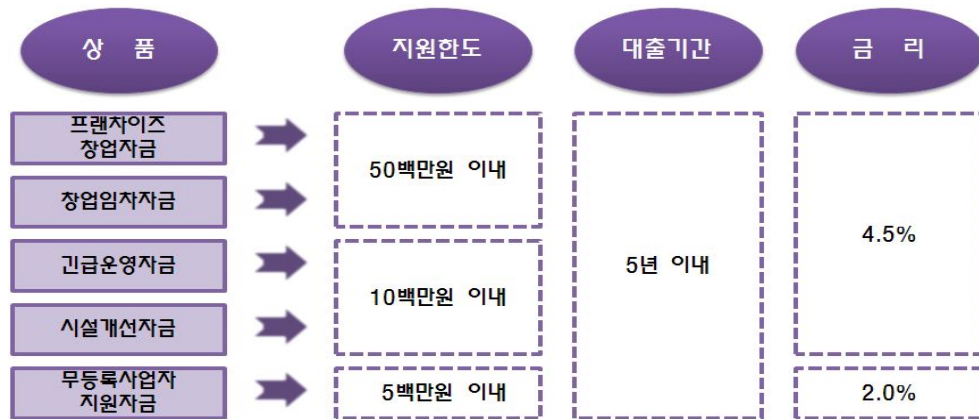 상 품
지원한도
대출기간
금 리
프랜차이즈
창업자금
50백만원 이내
창업임차자금
5년 이내
4.5%
긴급운영자금
10백만원 이내
시설개선자금
무등록사업자
지원자금
5백만원 이내
2.0%